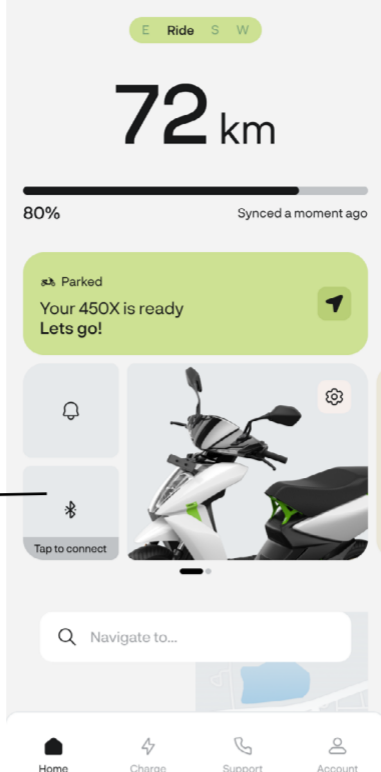 E Ride S W
72 km
80% Synced a moment ago
Parked
Your 450X is ready
Lets go!
Tap to connect
Navigate to...
Home Charge Support Account